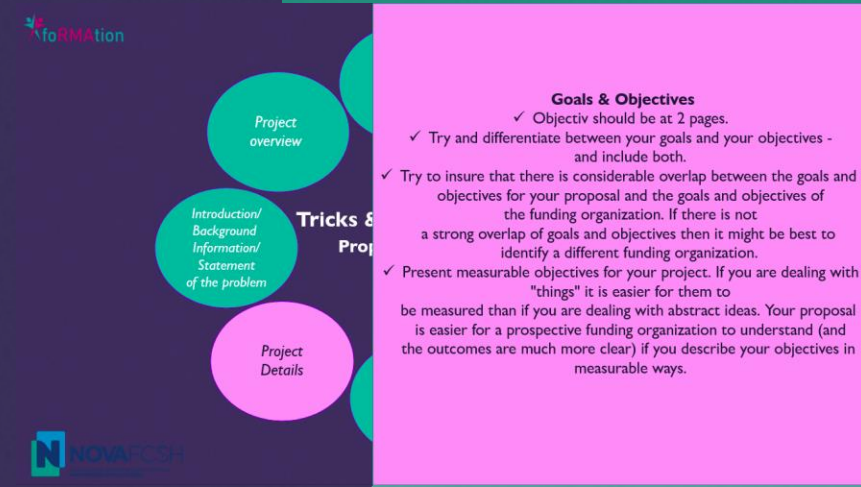 foRMAtion
Project
overview
Introduction/
Background
Information/
Statement
of the problem
Tricks &
Project
Details
NOVAFCSH
Goals & Objectives
✓ Objectiv should be at 2 pages.
✓ Try and differentiate between your goals and your objectives -
and include both.
✓ Try to insure that there is considerable overlap between the goals and
objectives for your proposal and the goals and objectives of
the funding organization. If there is not
a strong overlap of goals and objectives then it might be best to
identify a different funding organization.
✓ Present measurable objectives for your project. If you are dealing with
"things" it is easier for them to
be measured than if you are dealing with abstract ideas. Your proposal
is easier for a prospective funding organization to understand (and
the outcomes are much more clear) if you describe your objectives in
measurable ways.